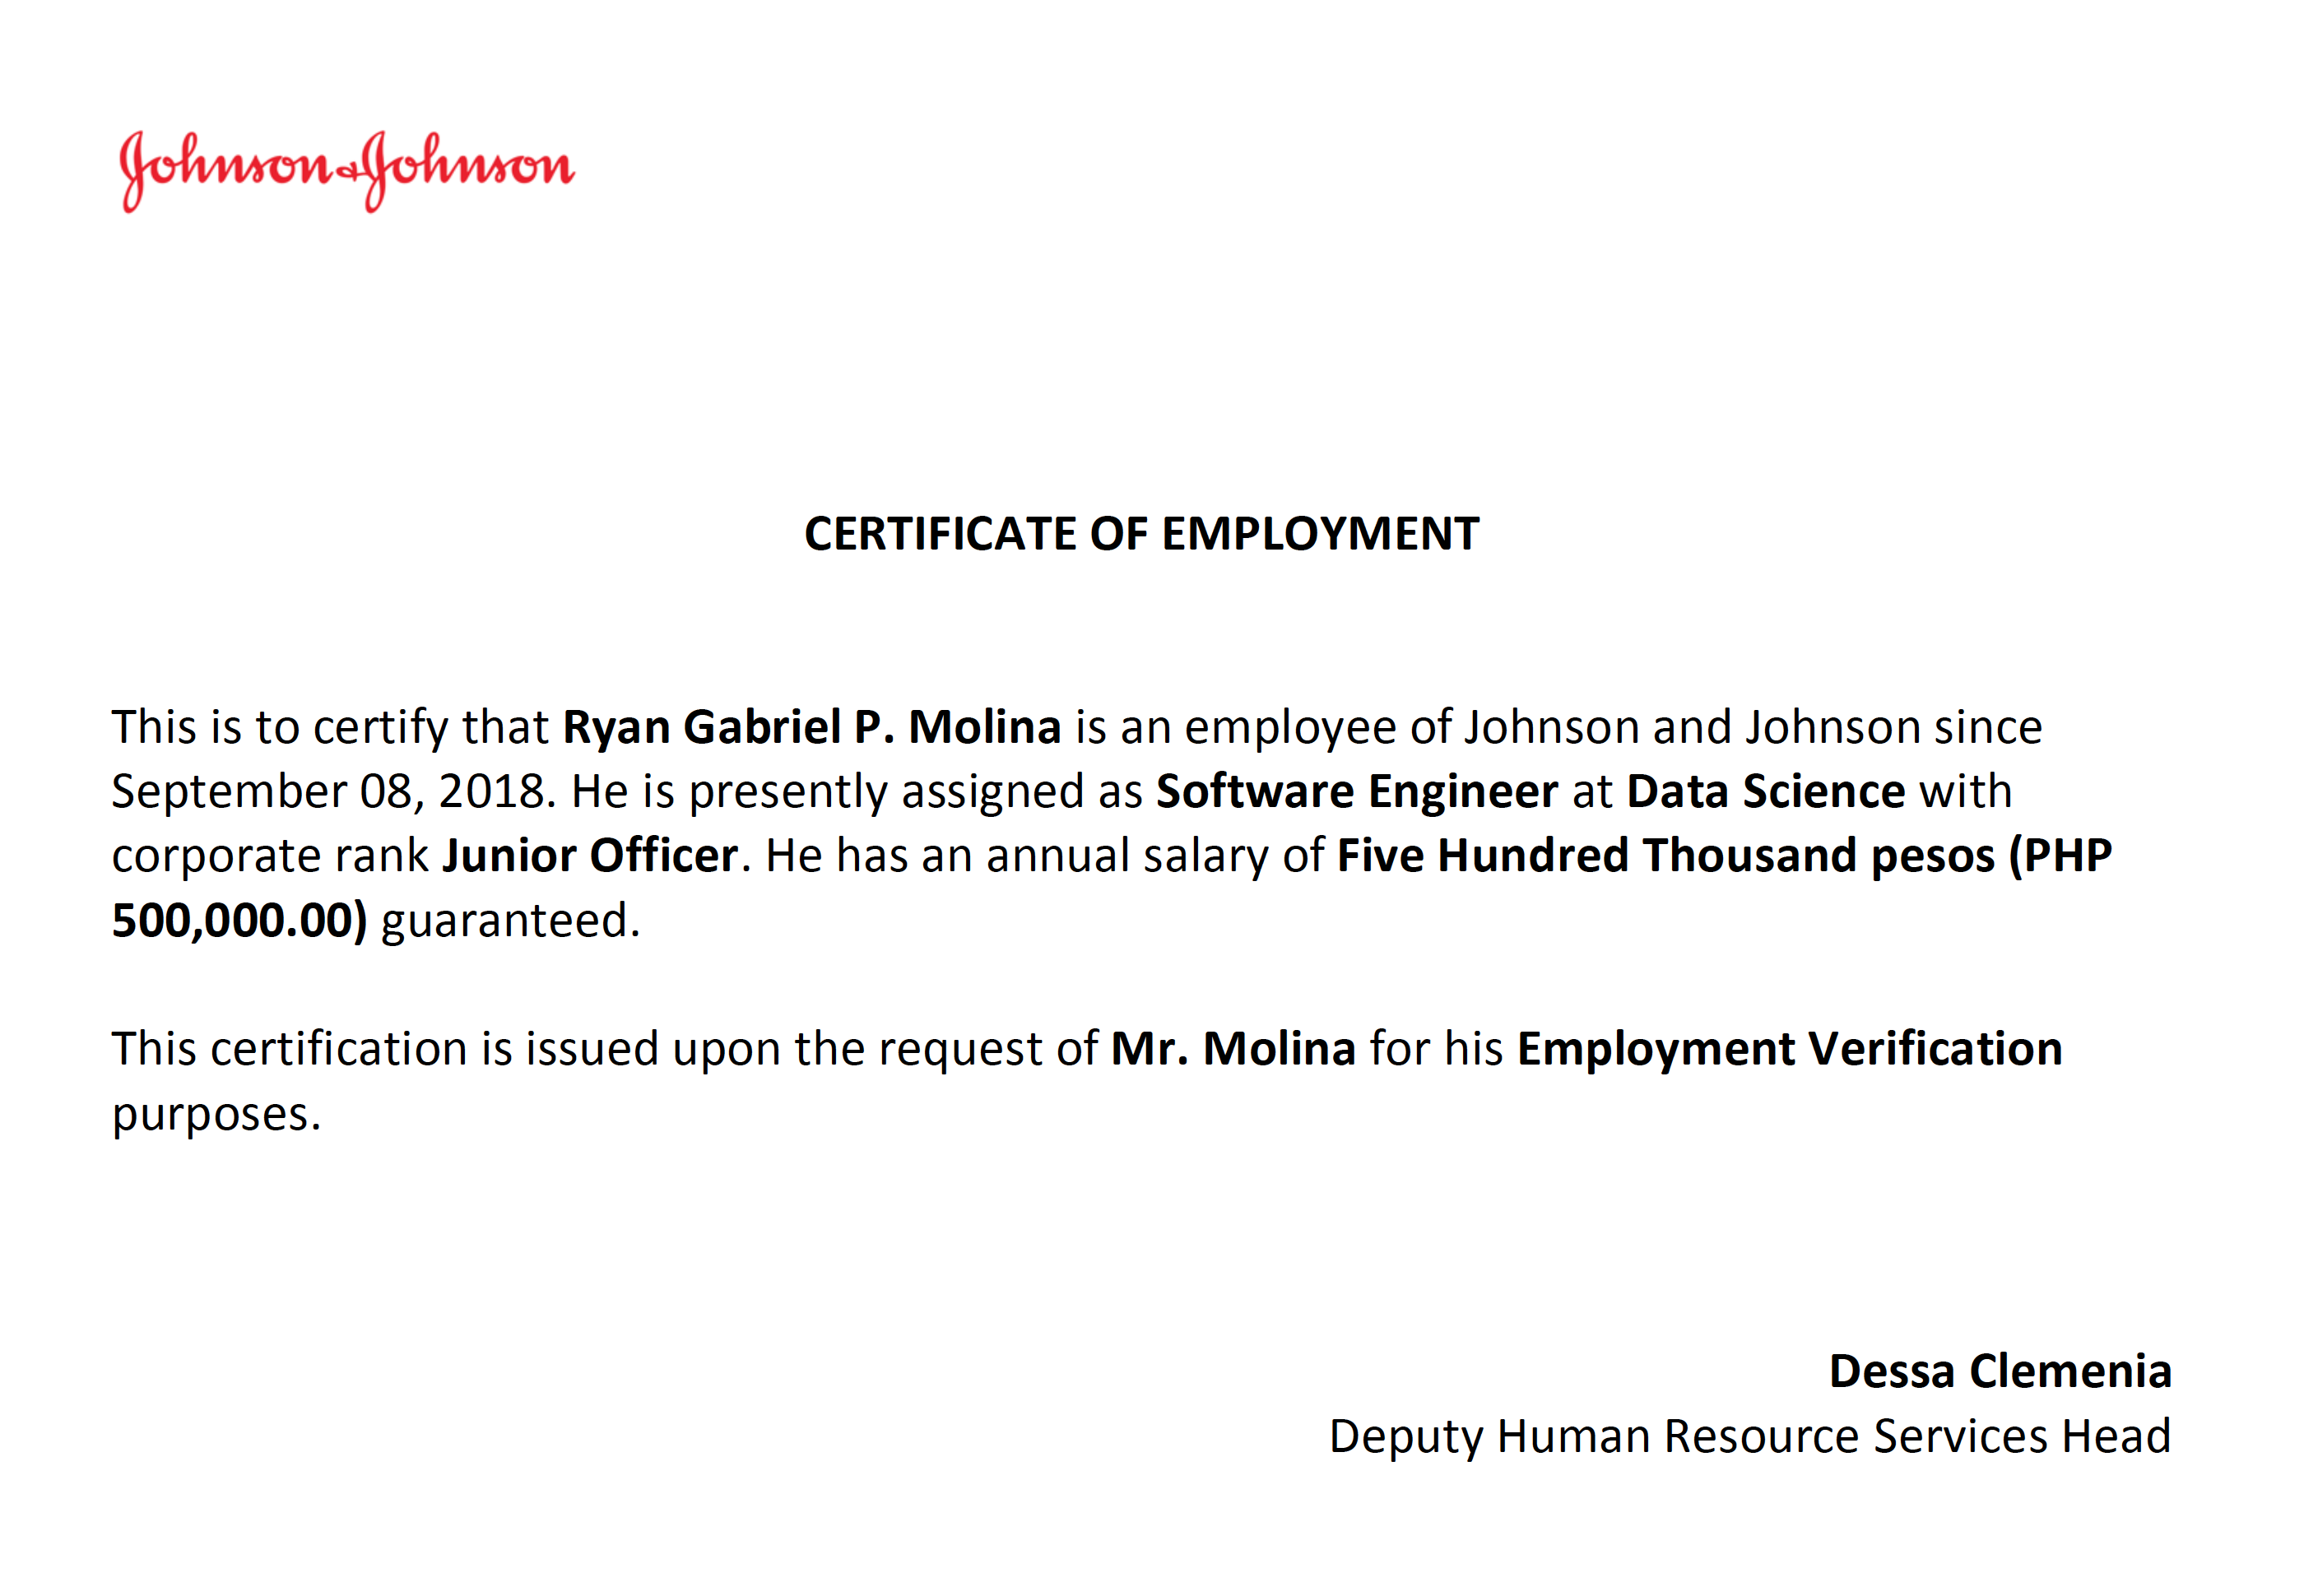 Johnson & Johnson
CERTIFICATE OF EMPLOYMENT
This is to certify that Ryan Gabriel P. Molina is an employee of Johnson and Johnson since
September 08, 2018. He is presently assigned as Software Engineer at Data Science with
corporate rank Junior Officer. He has an annual salary of Five Hundred Thousand pesos (PHP
500,000.00) guaranteed.
This certification is issued upon the request of Mr. Molina for his Employment Verification
purposes.
Dessa Clemenia
Deputy Human Resource Services Head